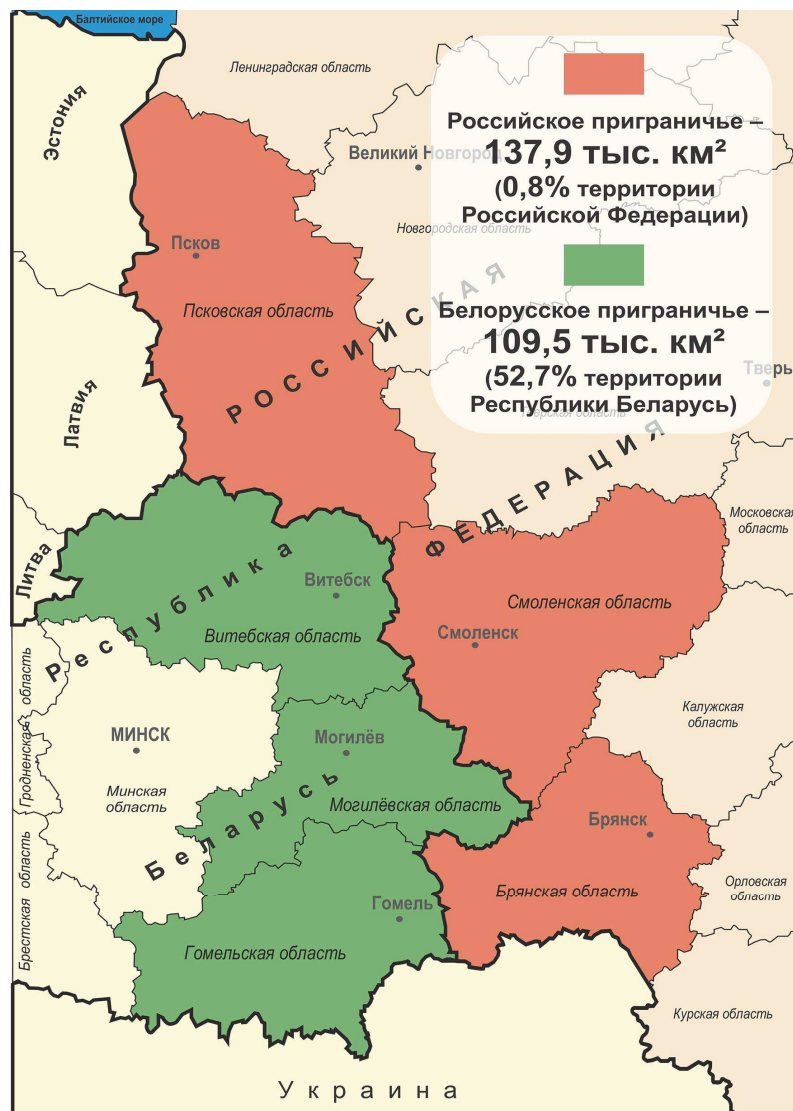 Балтийское море
Ленинградская область
Эстония
Российское приграничье –
137,9 тыс. км²
(0,8% территории
Российской Федерации)
Великий Новгород
Новгородская область
Псков
Псковская область
Белорусское приграничье –
109,5 тыс. км²
(52,7% территории
Республики Беларусь)
Тверь
Тверская область
РОССИЙСКАЯ
ФЕДЕРАЦИЯ
Латвия
Московская
область
Литва
Республика
Беларусь
Витебск
Витебская область
Смоленская область
Смоленск
Гродненская область
Калужская
область
МИНСК
Минская
область
Могилёв
Могилёвская область
Брянск
Брянская область
Брестская область
Орловская
область
Гомель
Гомельская область
Курская область
Украина